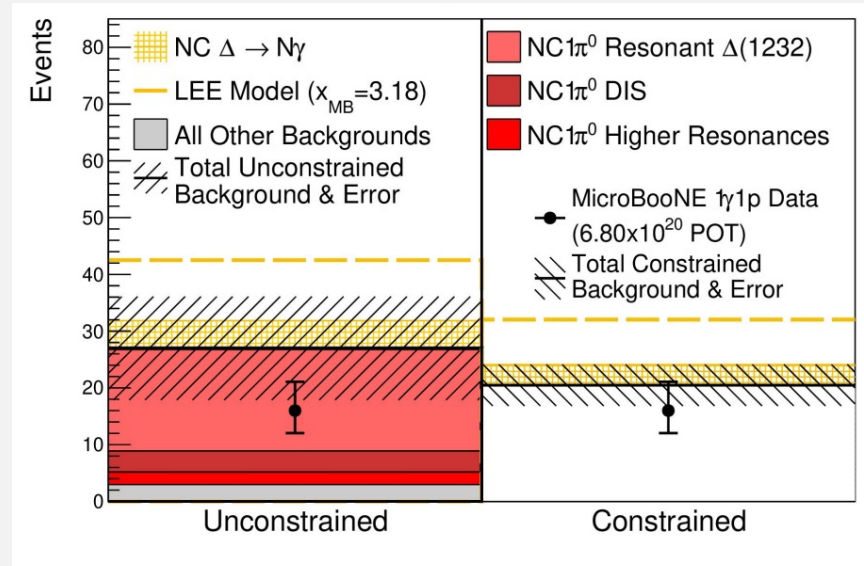 Events
80
70
60
50
40
30
20
10
0
NC Δ → Nγ
LEE Model (x_MB=3.18)
All Other Backgrounds
Total Unconstrained
Background & Error
NC1π⁰ Resonant Δ(1232)
NC1π⁰ DIS
NC1π⁰ Higher Resonances
MicroBooNE 1γ1p Data
(6.80x10²⁰ POT)
Total Constrained
Background & Error
Unconstrained
Constrained